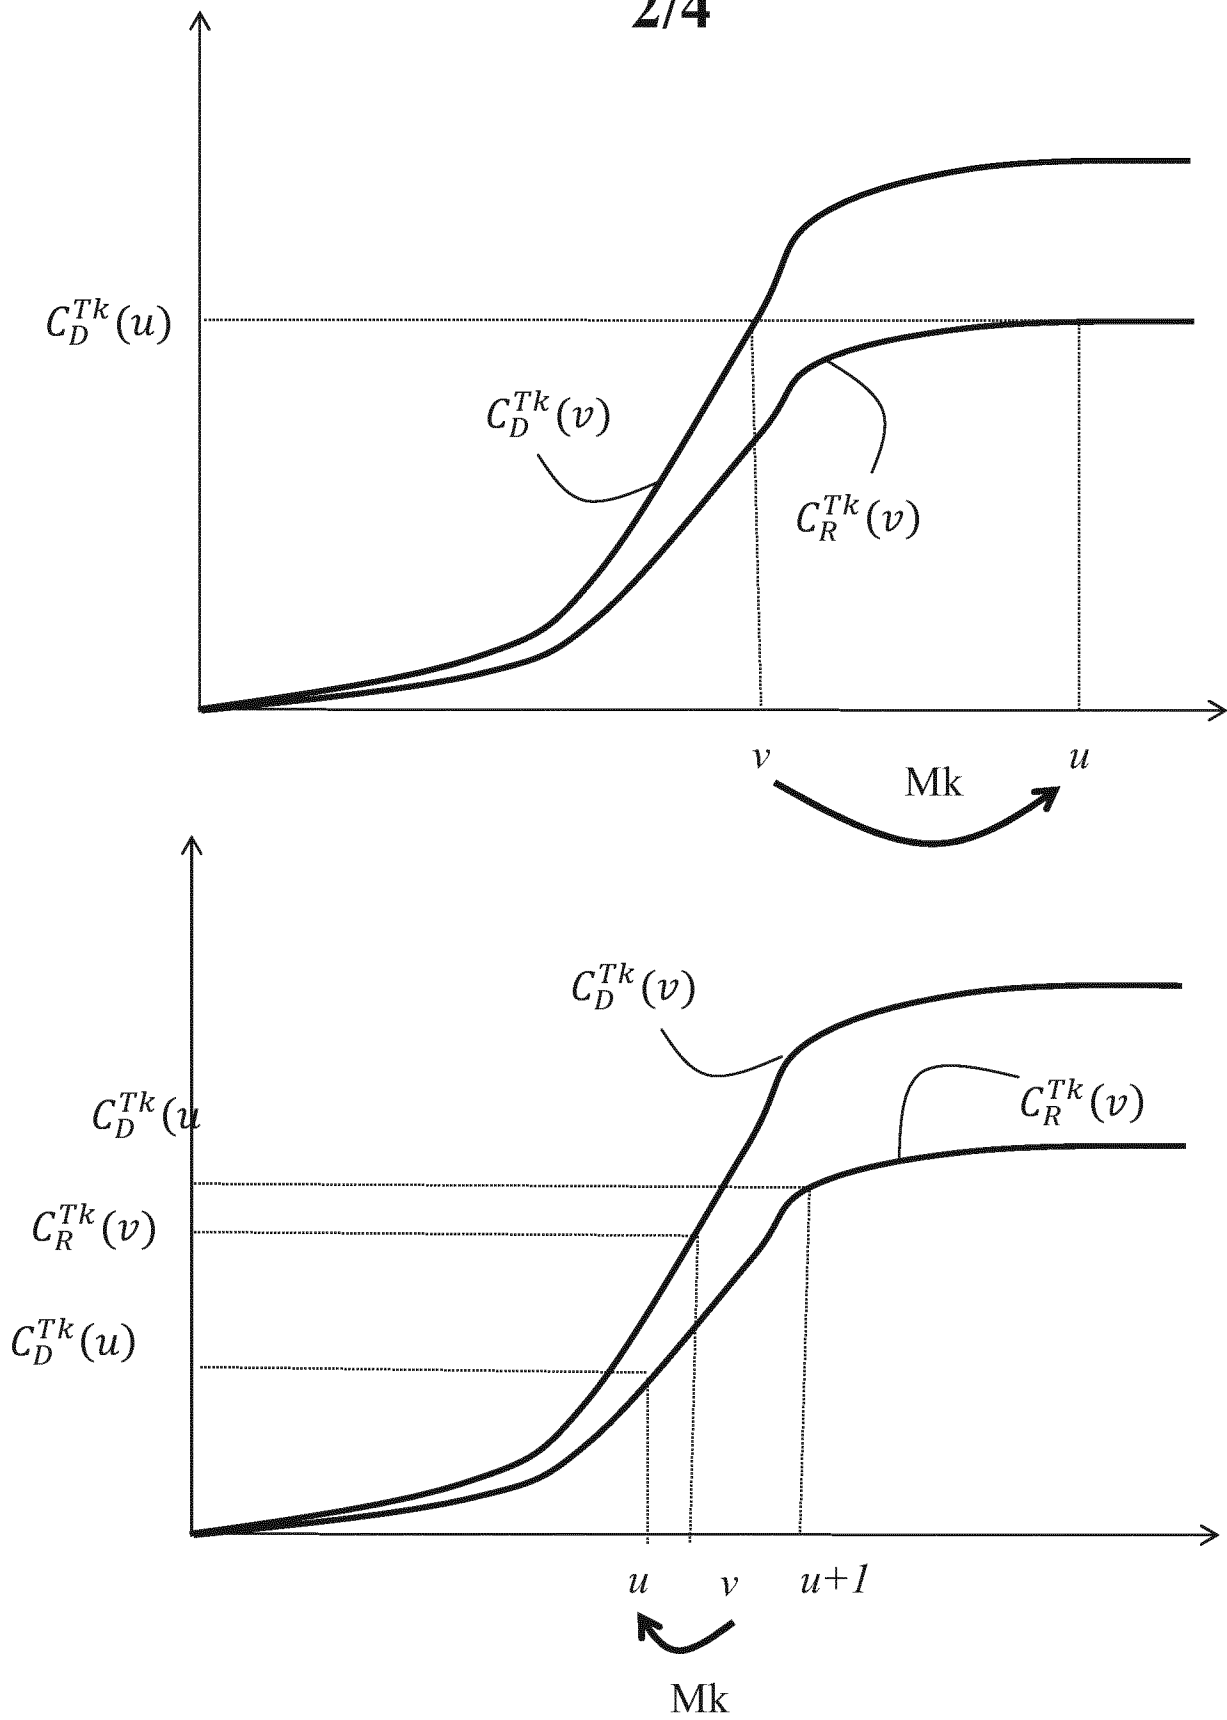 2/4
C_D^{Tk}(u)
C_D^{Tk}(v)
C_R^{Tk}(v)
v
u
Mk
C_D^{Tk}(v)
C_R^{Tk}(v)
C_D^{Tk}(u
C_R^{Tk}(v)
C_D^{Tk}(u)
u v u+1
Mk